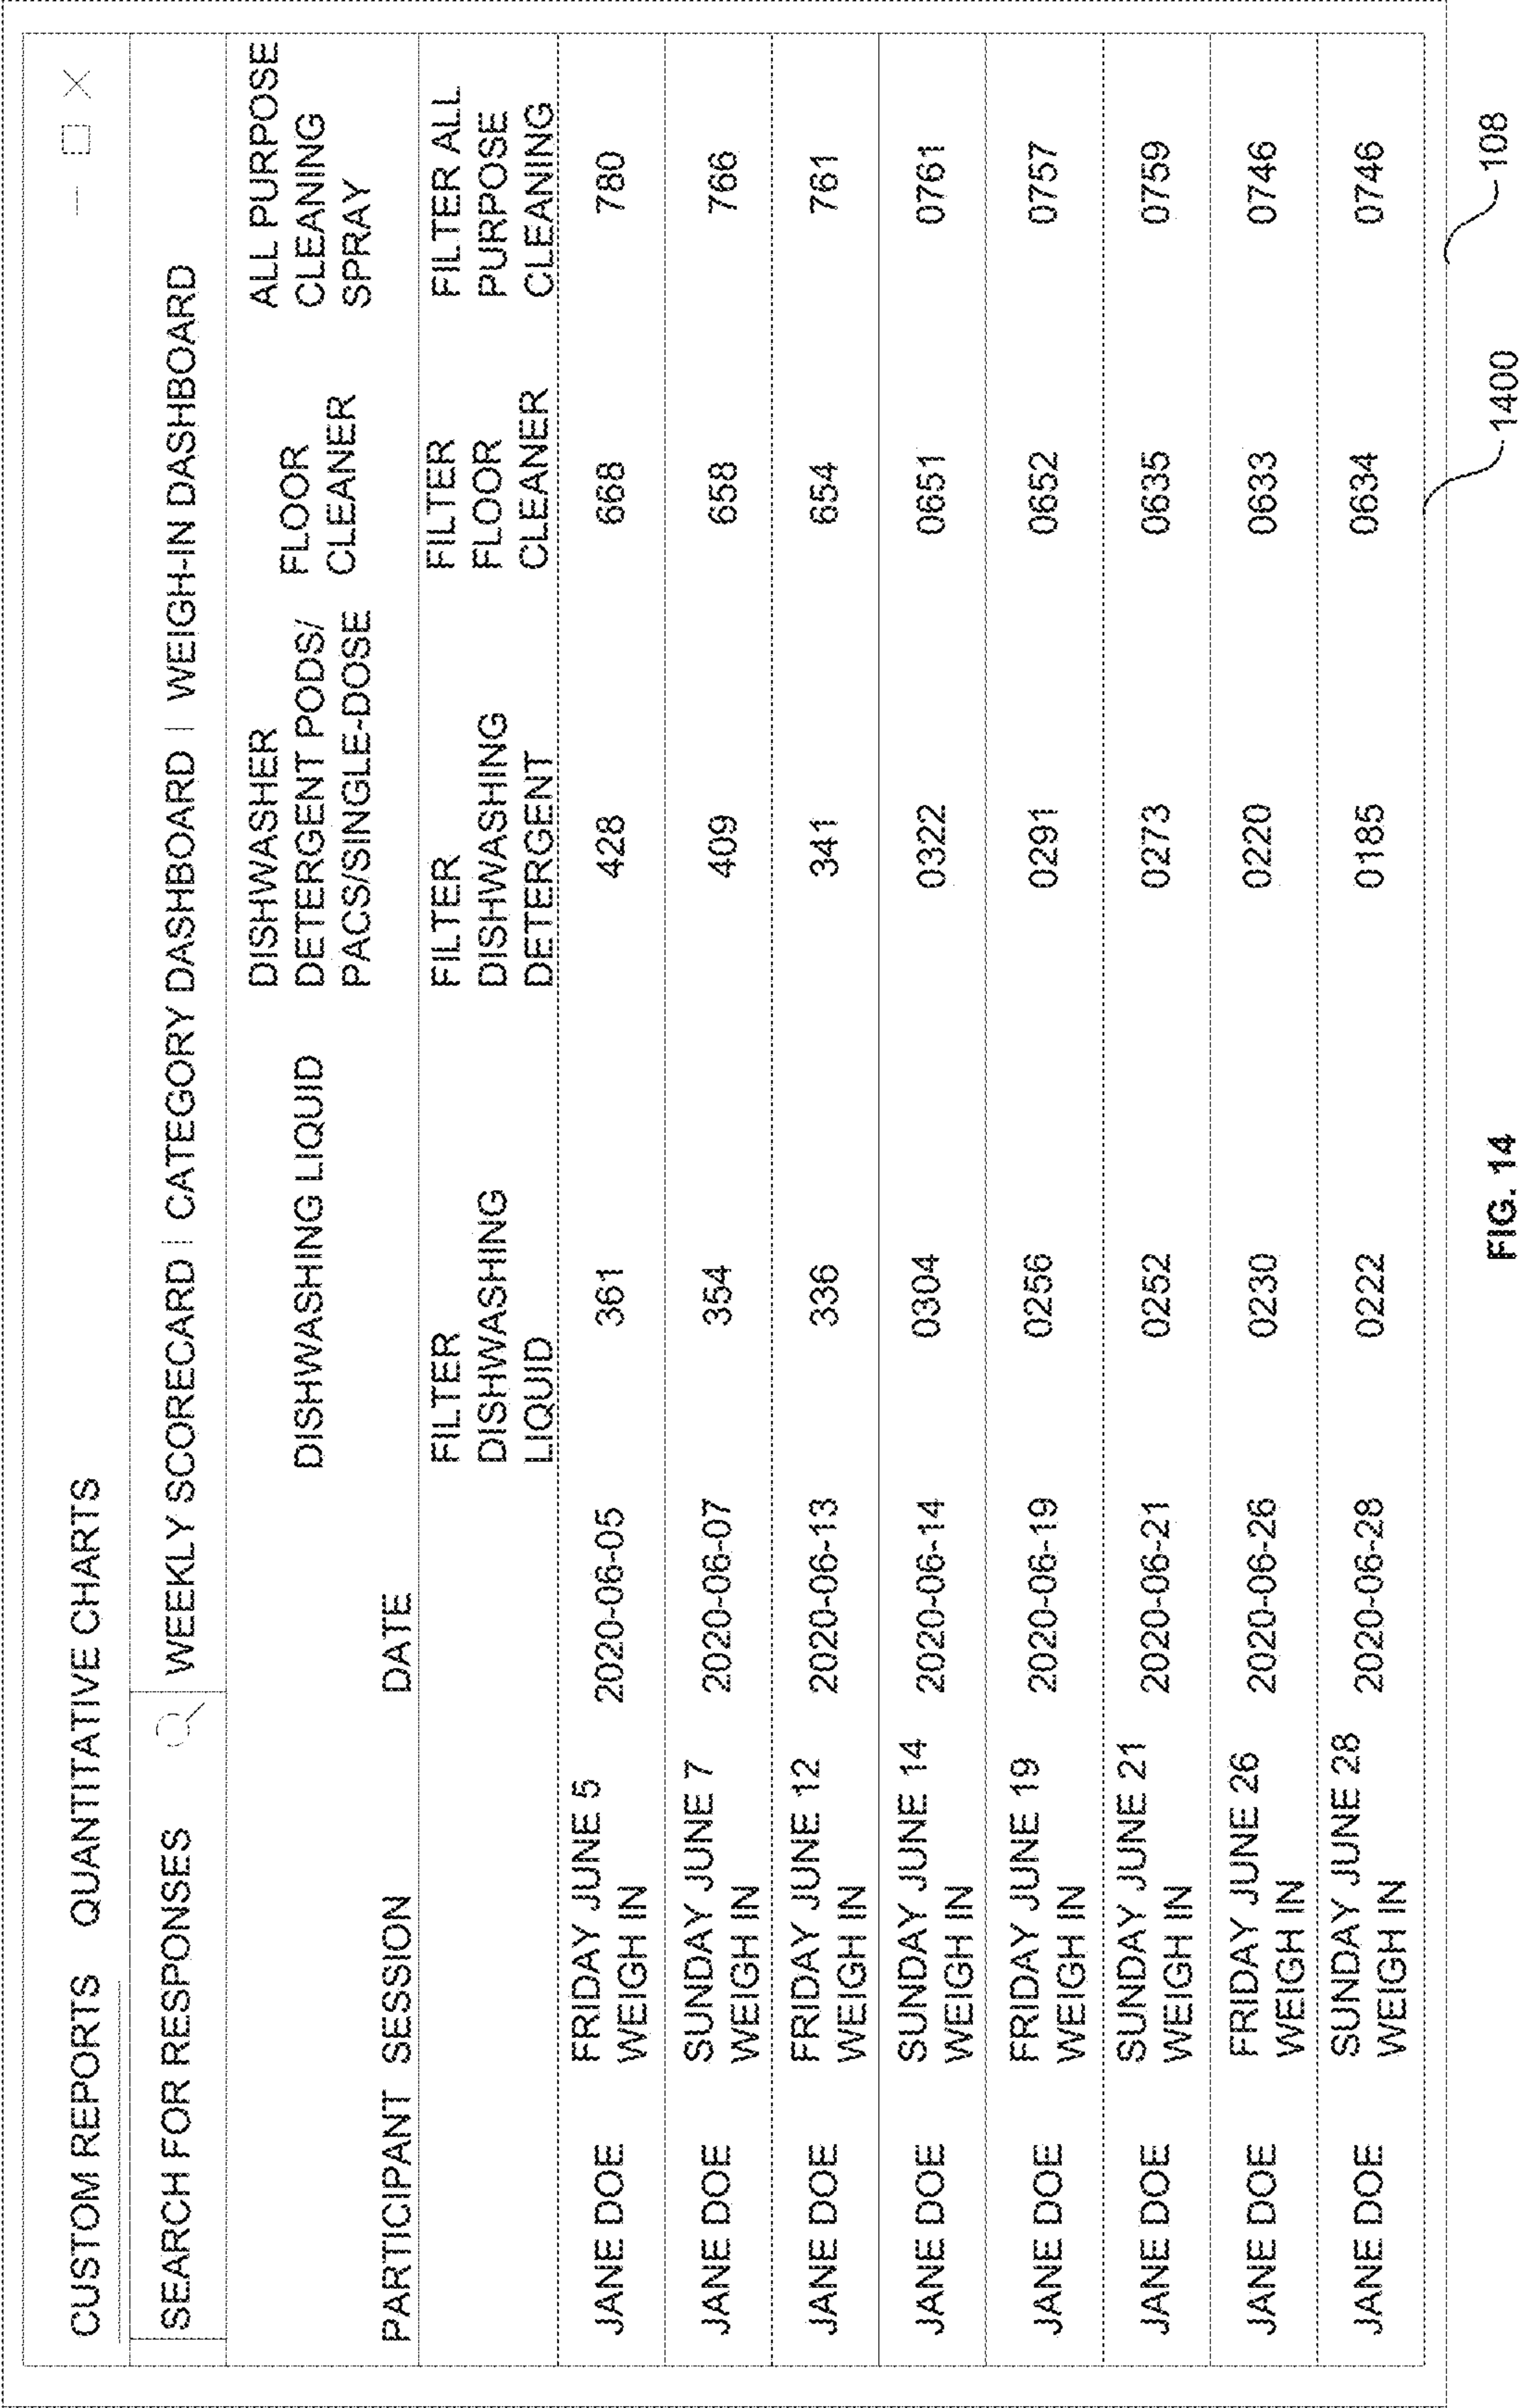 CUSTOM REPORTS QUANTITATIVE CHARTS
SEARCH FOR RESPONSES WEEKLY SCORECARD | CATEGORY DASHBOARD | WEIGH-IN DASHBOARD
PARTICIPANT SESSION DATE
DISHWASHING LIQUID
DISHWASHER
DETERGENT PODS/
PACS/SINGLE-DOSE
FLOOR
CLEANER
ALL PURPOSE
CLEANING
SPRAY
FILTER
DISHWASHING
LIQUID
FILTER
DISHWASHING
DETERGENT
FILTER
FLOOR
CLEANER
FILTER ALL
PURPOSE
CLEANING
JANE DOE FRIDAY JUNE 5 2020-06-05 361 428 668 780
WEIGH IN
JANE DOE SUNDAY JUNE 7 2020-06-07 354 409 658 766
WEIGH IN
JANE DOE FRIDAY JUNE 12 2020-06-13 336 341 654 761
WEIGH IN
JANE DOE SUNDAY JUNE 14 2020-06-14 0304 0322 0651 0761
WEIGH IN
JANE DOE FRIDAY JUNE 19 2020-06-19 0256 0291 0652 0757
WEIGH IN
JANE DOE SUNDAY JUNE 21 2020-06-21 0252 0273 0635 0759
WEIGH IN
JANE DOE FRIDAY JUNE 26 2020-06-26 0230 0220 0633 0746
WEIGH IN
JANE DOE SUNDAY JUNE 28 2020-06-28 0222 0185 0634 0746
WEIGH IN
1400
108
FIG. 14